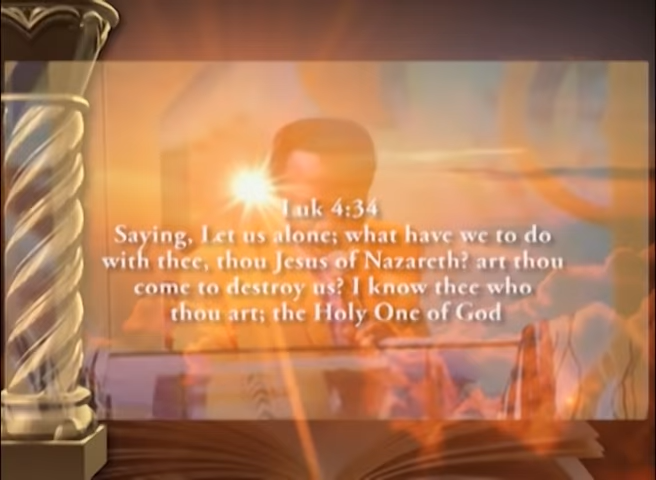 Luk 4:34
Saying, Let us alone; what have we to do
with thee, thou Jesus of Nazareth? art thou
come to destroy us? I know thee who
thou art; the Holy One of God